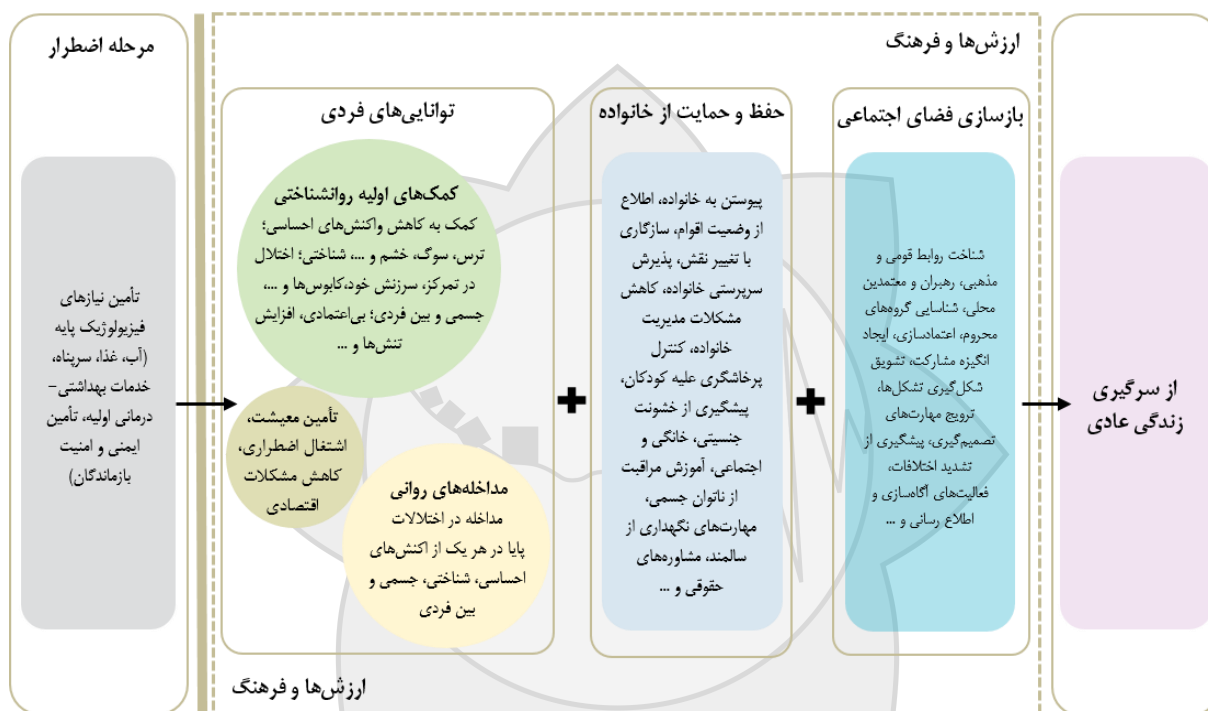 مرحله اضطرار
تأمین نیازهای
فیزیولوژیک پایه
(آب، غذا، سرپناه،
خدمات بهداشتی-
درمانی اولیه، تأمین
ایمنی و امنیت
بازماندگان)
ارزش‌ها و فرهنگ
توانایی‌های فردی
کمک‌های اولیه روانشناختی
کمک به کاهش واکنش‌های احساسی؛
ترس، سوگ، خشم و ...، شناختی؛ اختلال
در تمرکز، سرزنش خود،کابوس‌ها و ...،
جسمی و بین فردی؛ بی‌اعتمادی، افزایش
تنش‌ها و ...
تأمین معیشت،
اشتغال اضطراری،
کاهش مشکلات
اقتصادی
مداخله‌های روانی
مداخله در اختلالات
پایا در هر یک از اکنش‌های
احساسی، شناختی، جسمی و
بین فردی
+
حفظ و حمایت از خانواده
پیوستن به خانواده، اطلاع
از وضعیت اقوام، سازگاری
با تغییر نقش، پذیرش
سرپرستی خانواده، کاهش
مشکلات مدیریت
خانواده، کنترل
پرخاشگری علیه کودکان،
پیشگیری از خشونت
جنسیتی، خانگی و
اجتماعی، آموزش مراقبت
از ناتوان جسمی،
مهارت‌های نگهداری از
سالمند، مشاوره‌های
حقوقی و ...
+
بازسازی فضای اجتماعی
شناخت روابط قومی و
مذهبی، رهبران و معتمدین
محلی، شناسایی گروه‌های
محروم، اعتمادسازی، ایجاد
انگیزه مشارکت، تشویق
شکل‌گیری تشکل‌ها،
ترویج مهارت‌های
تصمیم‌گیری، پیشگیری از
تشدید اختلافات،
فعالیت‌های آگاه‌سازی و
اطلاع رسانی و ...
ارزش‌ها و فرهنگ
از سرگیری
زندگی عادی